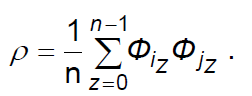 ρ = 1/n ∑_{z=0}^{n-1} Φ_{i_z} Φ_{j_z} .